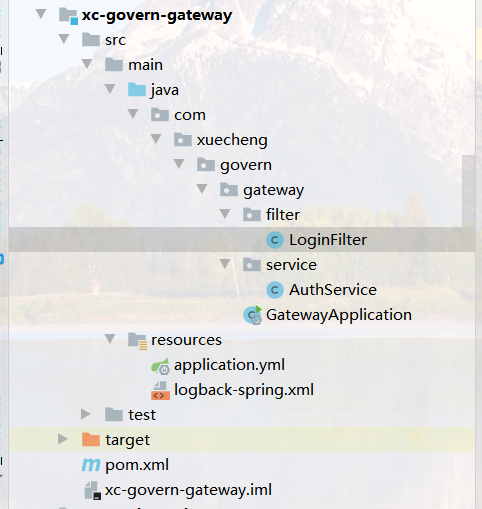 xc-govern-gateway
src
main
java
com
xuecheng
govern
gateway
filter
LoginFilter
service
AuthService
GatewayApplication
resources
application.yml
logback-spring.xml
test
target
pom.xml
xc-govern-gateway.iml